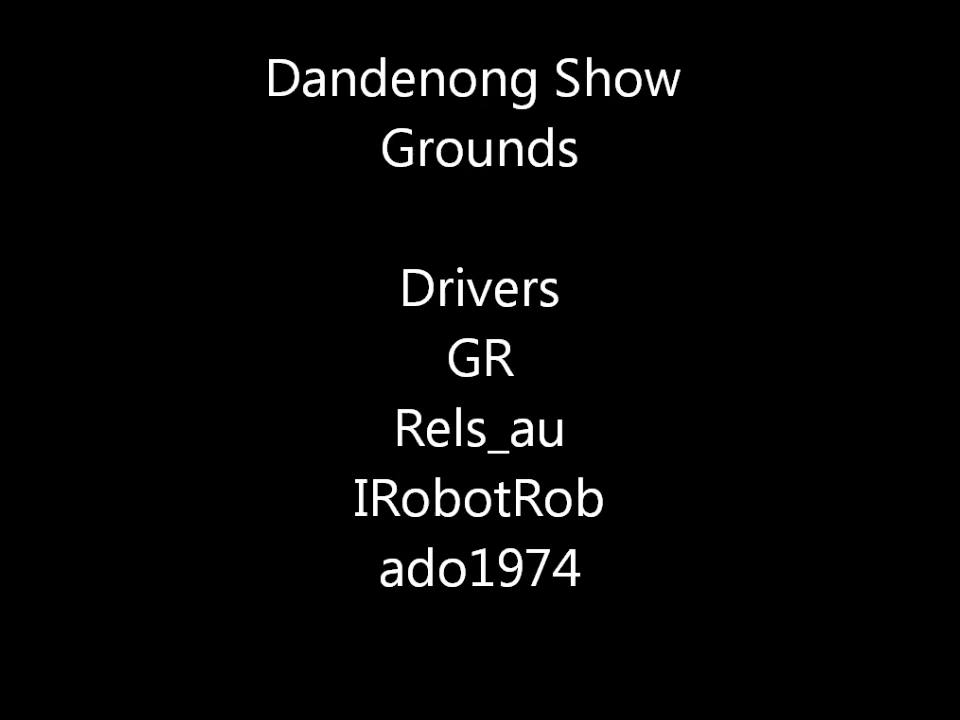 Dandenong Show
Grounds
Drivers
GR
Rels_au
IRobotRob
ado1974